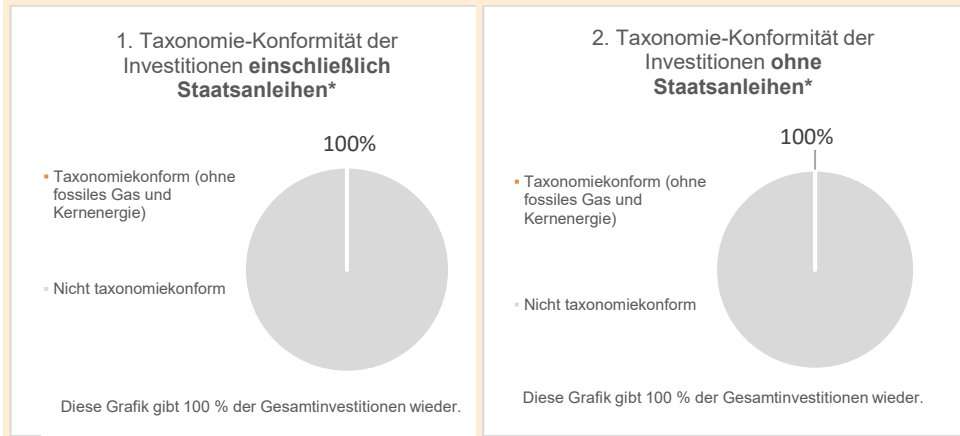 1. Taxonomie-Konformität der
Investitionen einschließlich
Staatsanleihen*
100%
Taxonomiekonform (ohne
fossiles Gas und
Kernenergie)
Nicht taxonomiekonform
Diese Grafik gibt 100 % der Gesamtinvestitionen wieder.
2. Taxonomie-Konformität der
Investitionen ohne
Staatsanleihen*
100%
Taxonomiekonform (ohne
fossiles Gas und
Kernenergie)
Nicht taxonomiekonform
Diese Grafik gibt 100 % der Gesamtinvestitionen wieder.